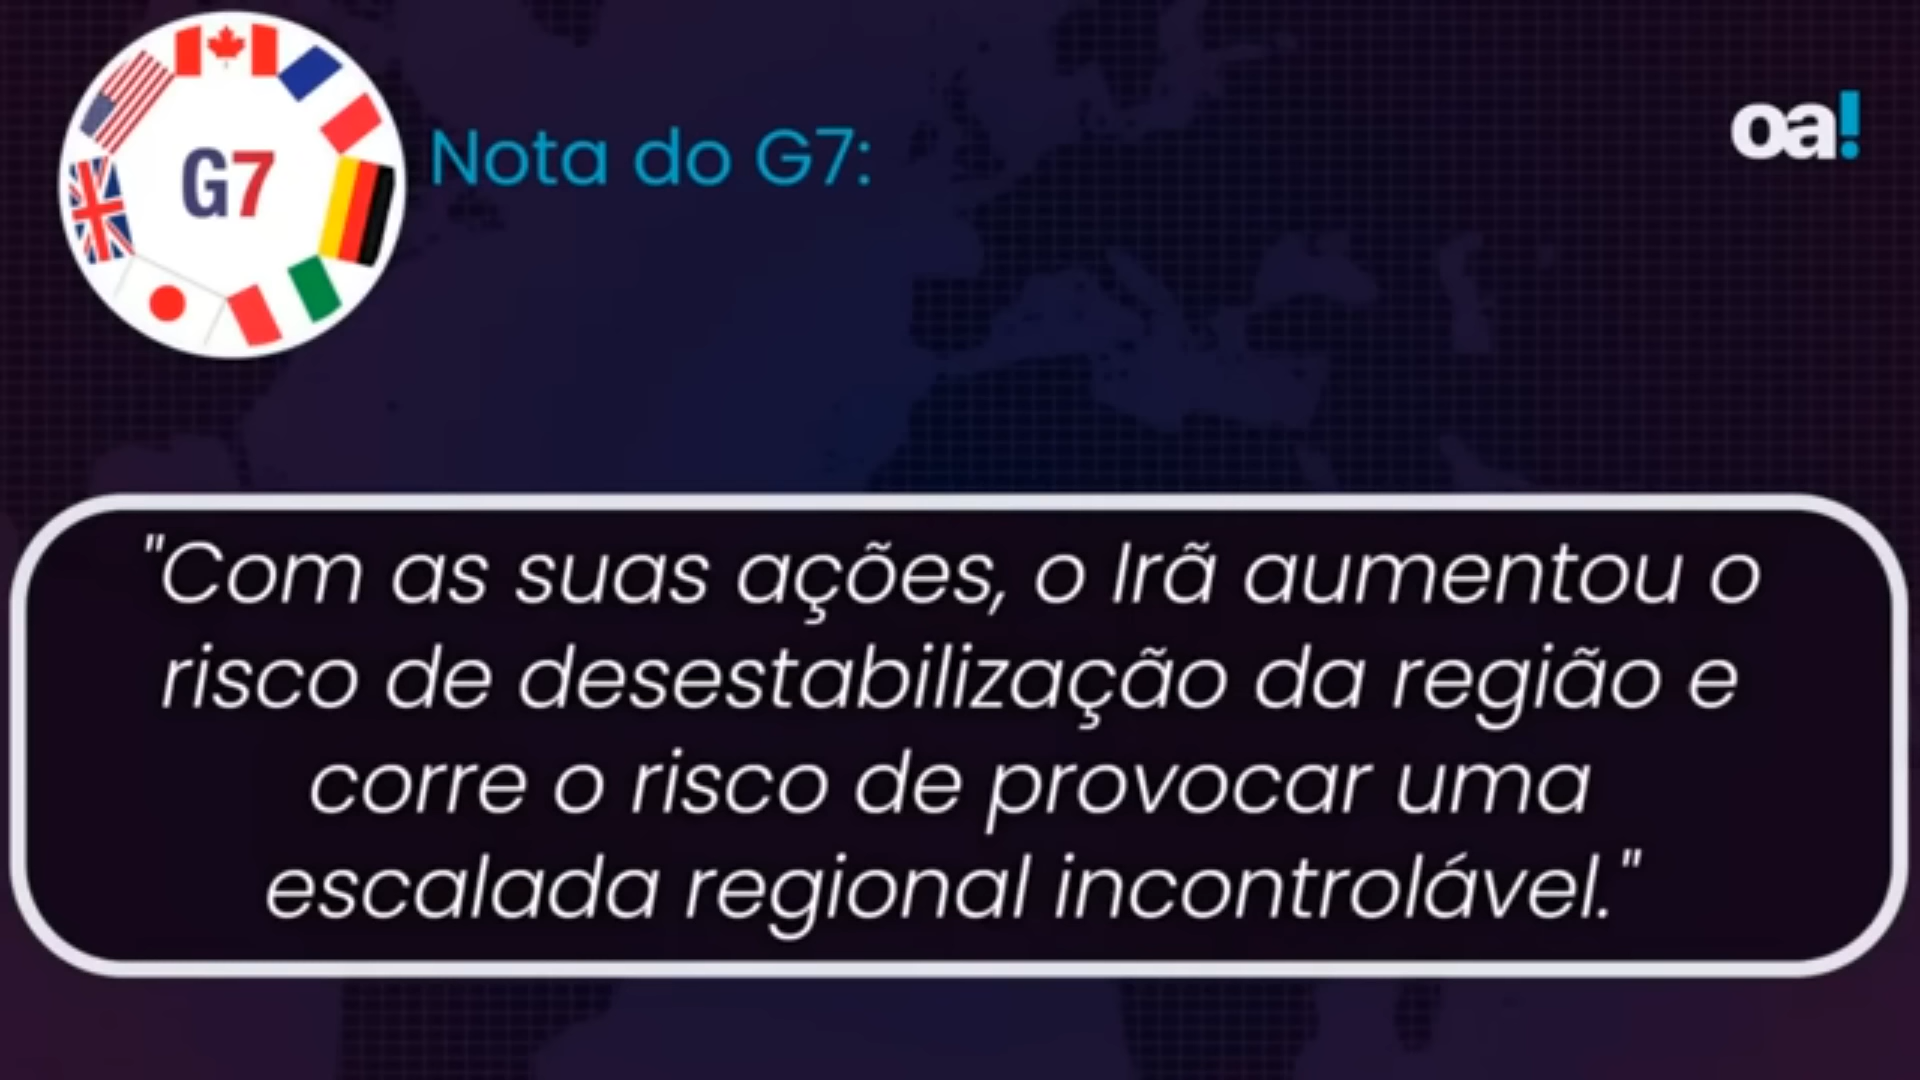 G7
Nota do G7:
oa!
"Com as suas ações, o Irã aumentou o
risco de desestabilização da região e
corre o risco de provocar uma
escalada regional incontrolável."